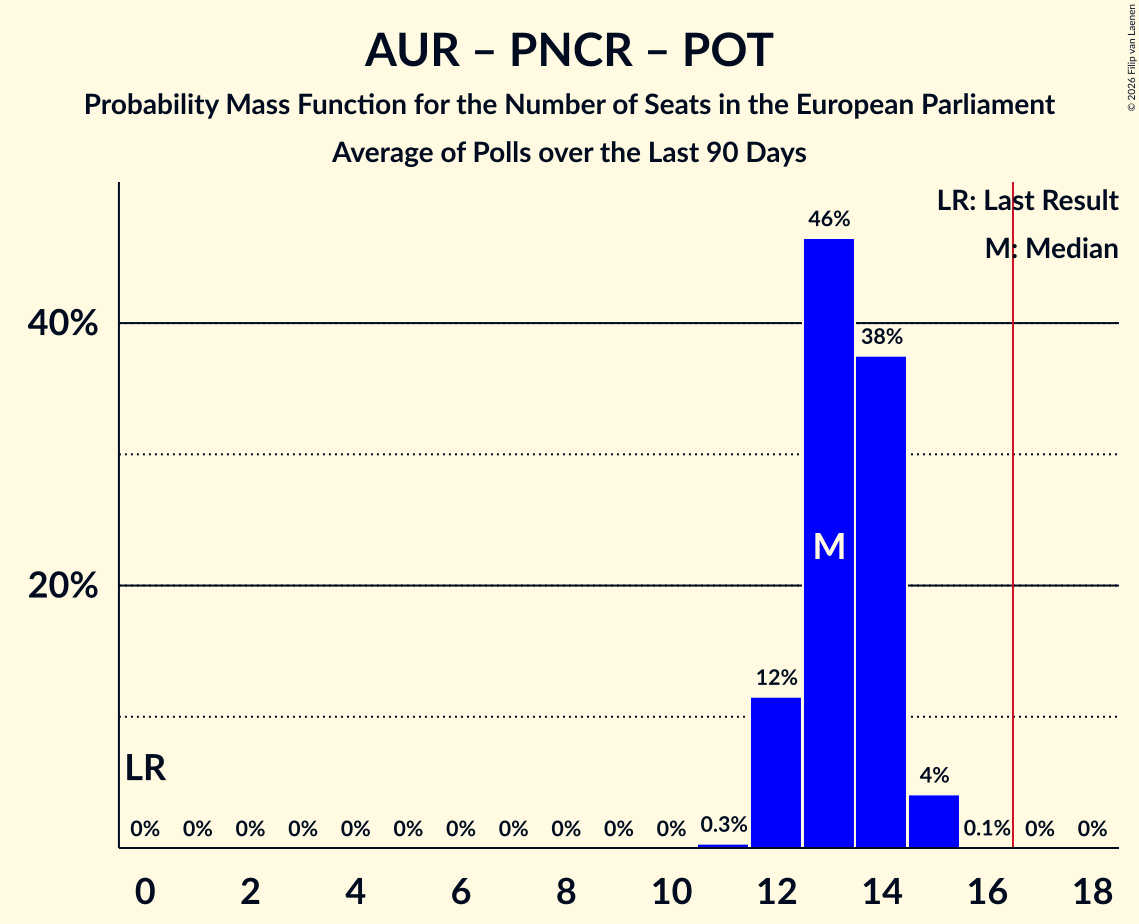 AUR – PNCR – POT
Probability Mass Function for the Number of Seats in the European Parliament
Average of Polls over the Last 90 Days
© 2026 Filip van Laenen
LR: Last Result
M: Median
46%
40%
38%
M
20%
12%
LR
4%
0% 0% 0% 0% 0% 0% 0% 0% 0% 0% 0% 0.3% 0.1% 0% 0%
0 2 4 6 8 10 12 14 16 18